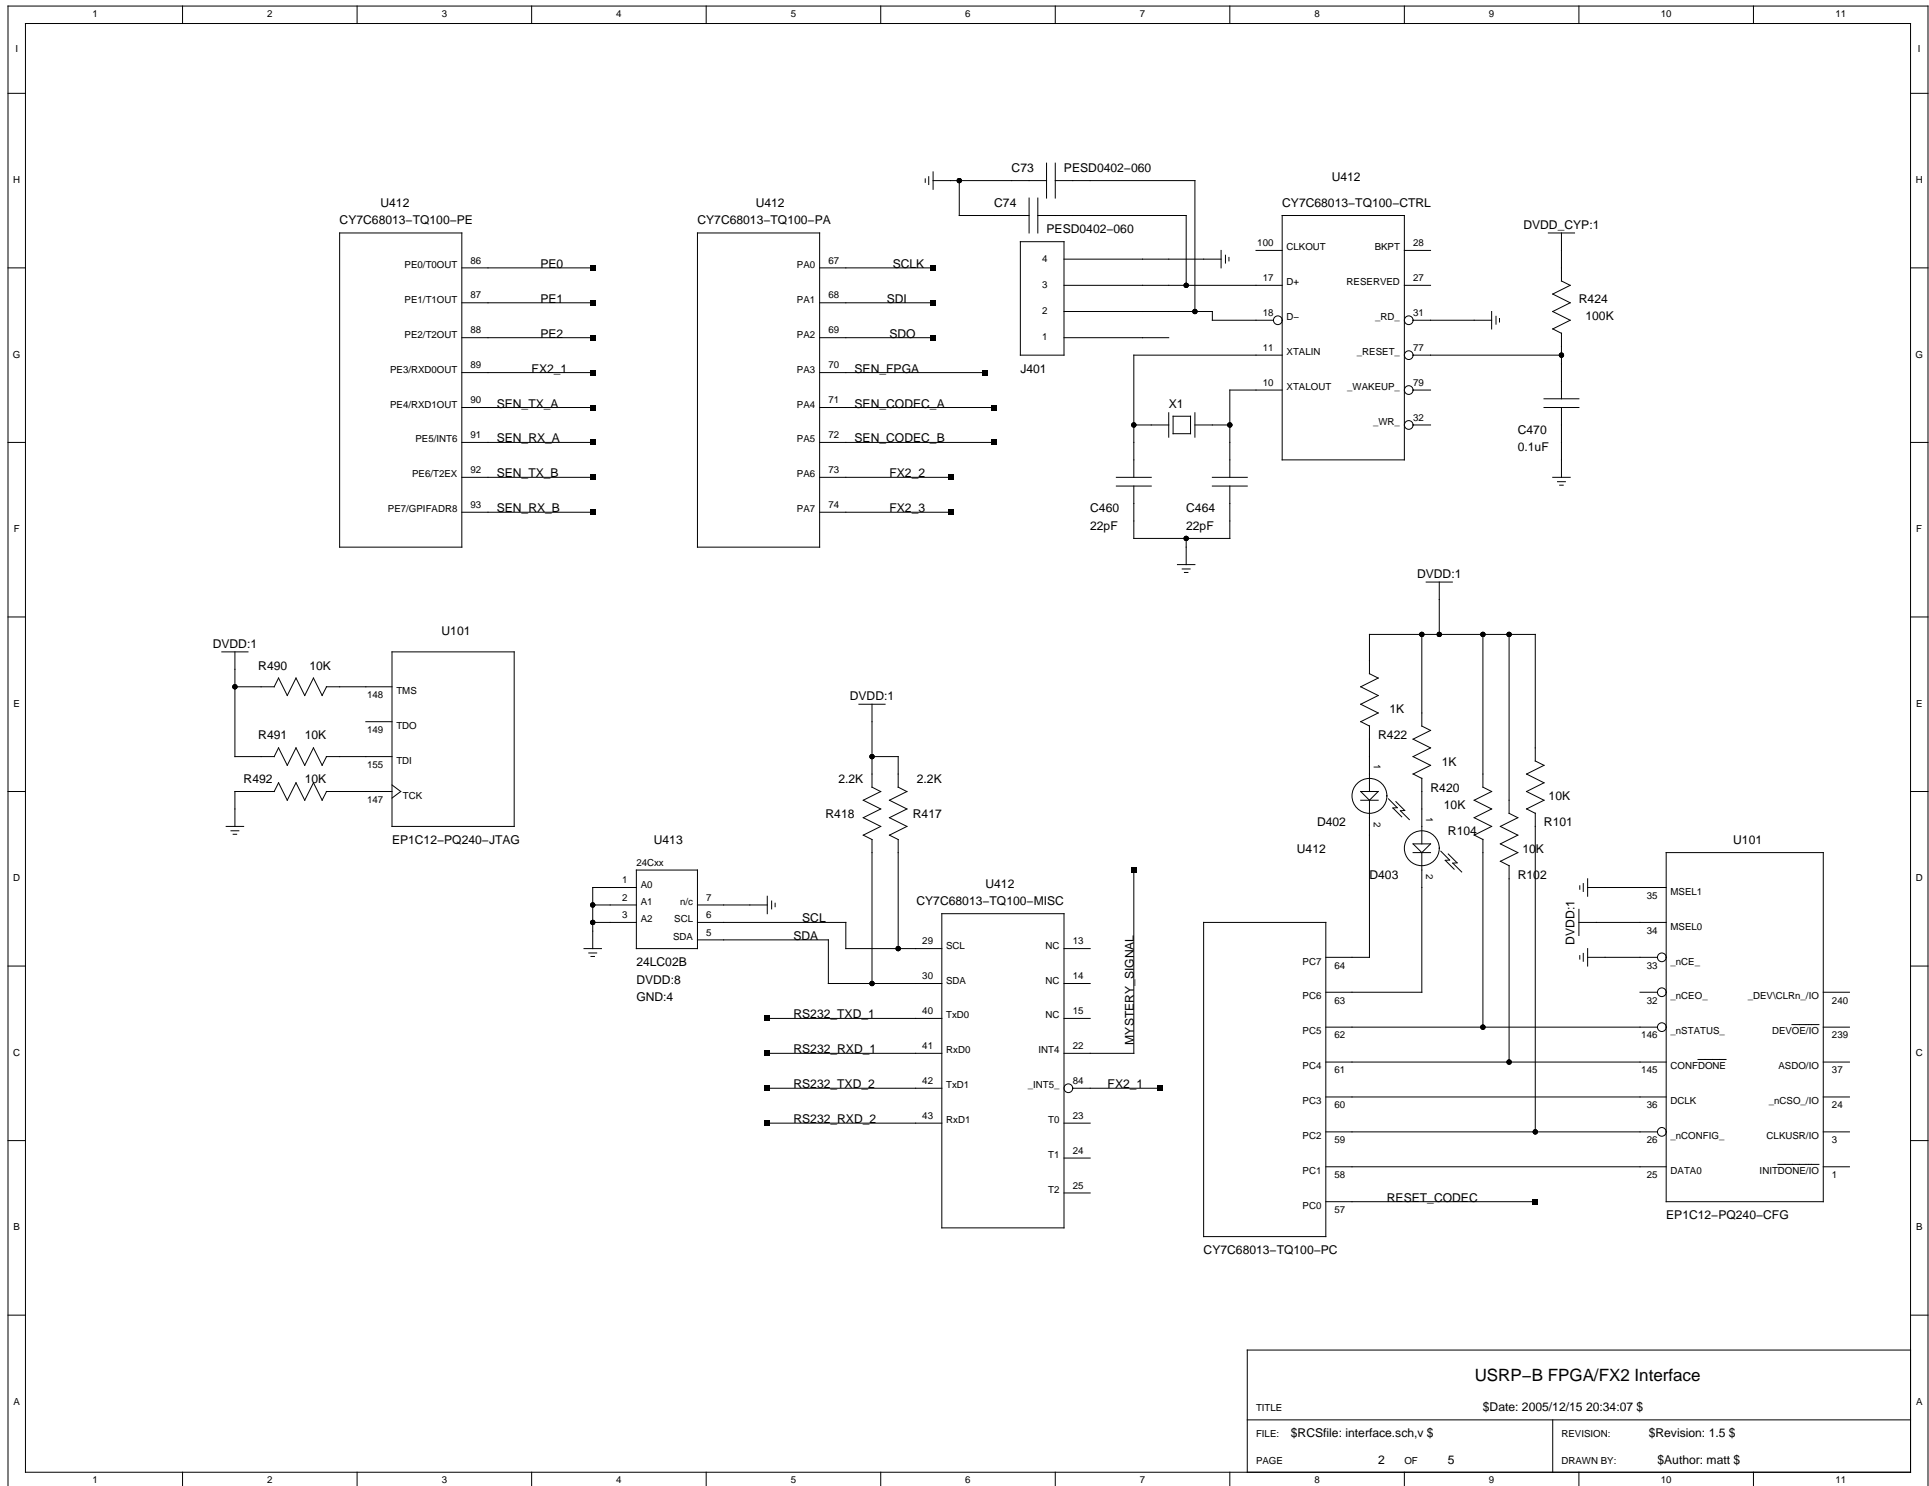 1 2 3 4 5 6 7 8 9 10 11
I I
H H
G G
F F
E E
D D
C C
B B
A A
U412
CY7C68013–TQ100–PE
PE0/T0OUT 86 PE0
PE1/T1OUT 87 PE1
PE2/T2OUT 88 PE2
PE3/RXD0OUT 89 FX2_1
PE4/RXD1OUT 90 SEN_TX_A
PE5/INT6 91 SEN_RX_A
PE6/T2EX 92 SEN_TX_B
PE7/GPIFADR8 93 SEN_RX_B
U412
CY7C68013–TQ100–PA
PA0 67 SCLK
PA1 68 SDI
PA2 69 SDO
PA3 70 SEN_FPGA
PA4 71 SEN_CODEC_A
PA5 72 SEN_CODEC_B
PA6 73 FX2_2
PA7 74 FX2_3
C73 PESD0402–060
C74
PESD0402–060
4
3
2
1
J401
U412
CY7C68013–TQ100–CTRL
100 CLKOUT BKPT 28
17 D+ RESERVED 27
18 D– _RD_ 31
11 XTALIN _RESET_ 77
10 XTALOUT _WAKEUP_ 79
_WR_ 32
X1
C460
22pF
C464
22pF
DVDD_CYP:1
R424
100K
C470
0.1uF
DVDD:1
U101
R490 10K
148 TMS
149 TDO
R491 10K
155 TDI
R492 10K
147 TCK
EP1C12–PQ240–JTAG
DVDD:1
2.2K 2.2K
R418 R417
U413
24Cxx
1 A0
2 A1 n/c 7
3 A2 SCL 6 SCL
SDA 5 SDA
24LC02B
DVDD:8
GND:4
U412
CY7C68013–TQ100–MISC
29 SCL NC 13
30 SDA NC 14
RS232_TXD_1 40 TxD0 NC 15
RS232_RXD_1 41 RxD0 INT4 22
RS232_TXD_2 42 TxD1 _INT5_ 84 FX2_1
RS232_RXD_2 43 RxD1 T0 23
T1 24
T2 25
MYSTERY_SIGNAL
DVDD:1
1K
R422
1K
R420
1
D402
2
1
D403
2
10K
R104
10K
R102
10K
R101
U412
PC7 64
PC6 63
PC5 62
PC4 61
PC3 60
PC2 59
PC1 58
PC0 57 RESET_CODEC
CY7C68013–TQ100–PC
U101
35 MSEL1
DVDD:1
34 MSEL0
33 _nCE_
32 _nCEO_ _DEV\CLRn_/IO 240
146 _nSTATUS_ DEVOE/IO 239
145 CONFDONE ASDO/IO 37
36 DCLK _nCSO_/IO 24
26 _nCONFIG_ CLKUSR/IO 3
25 DATA0 INITDONE/IO 1
EP1C12–PQ240–CFG
USRP–B FPGA/FX2 Interface
TITLE $Date: 2005/12/15 20:34:07 $
FILE: $RCSfile: interface.sch,v $ REVISION: $Revision: 1.5 $
PAGE 2 OF 5 DRAWN BY: $Author: matt $
1 2 3 4 5 6 7 8 9 10 11